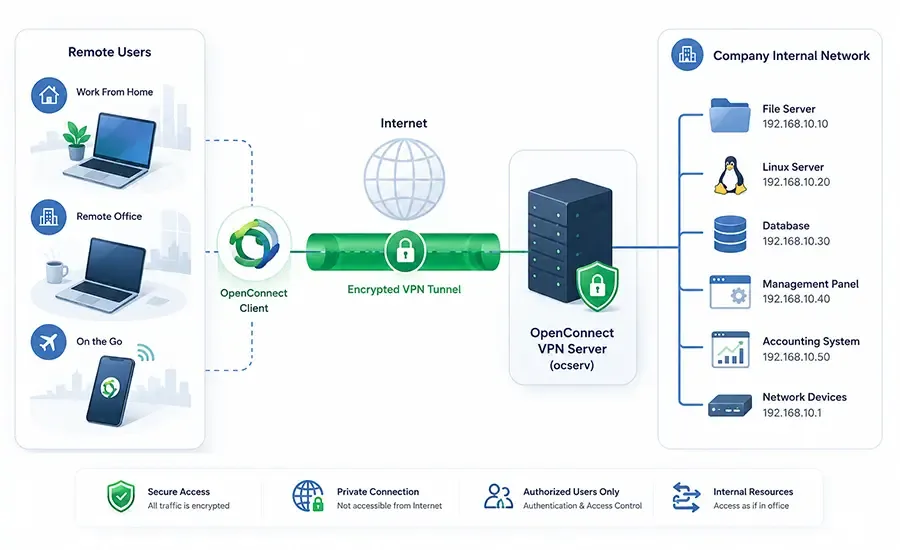 Remote Users
Work From Home
Remote Office
On the Go
OpenConnect
Client
Internet
Encrypted VPN Tunnel
OpenConnect
VPN Server
(ocserv)
Company Internal Network
File Server
192.168.10.10
Linux Server
192.168.10.20
Database
192.168.10.30
Management Panel
192.168.10.40
Accounting System
192.168.10.50
Network Devices
192.168.10.1
Secure Access
All traffic is encrypted
Private Connection
Not accessible from Internet
Authorized Users Only
Authentication & Access Control
Internal Resources
Access as if in office